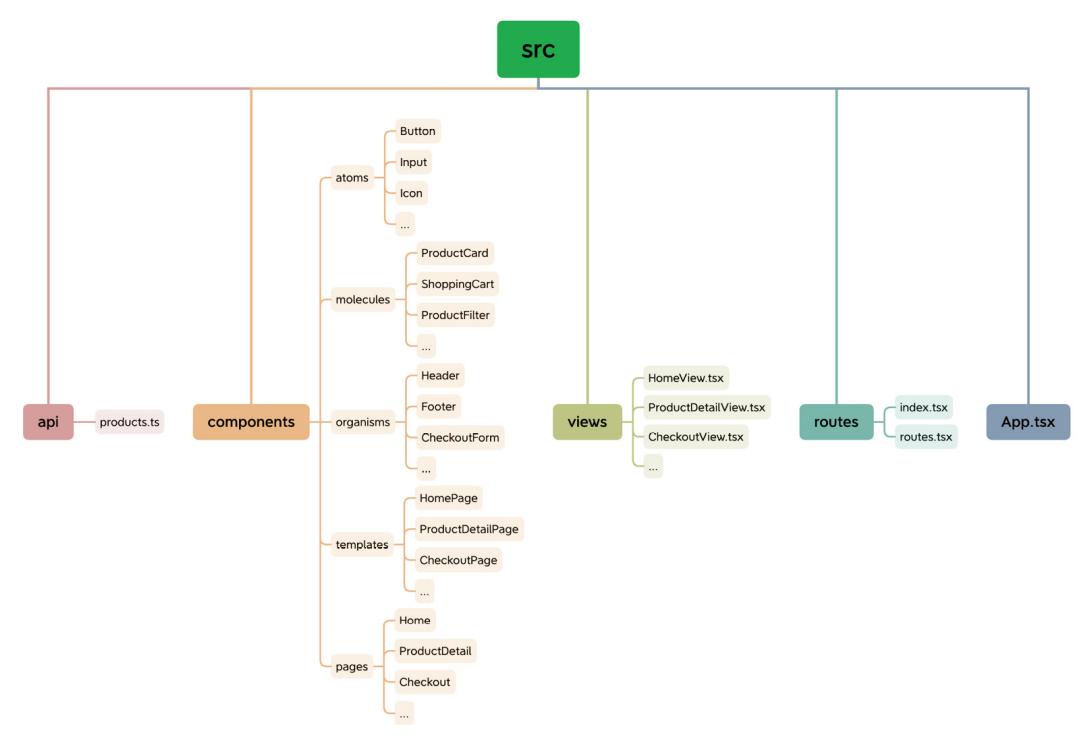 src
api
products.ts
components
atoms
Button
Input
Icon
...
molecules
ProductCard
ShoppingCart
ProductFilter
...
organisms
Header
Footer
CheckoutForm
...
templates
HomePage
ProductDetailPage
CheckoutPage
...
pages
Home
ProductDetail
Checkout
...
views
HomeView.tsx
ProductDetailView.tsx
CheckoutView.tsx
...
routes
index.tsx
routes.tsx
App.tsx